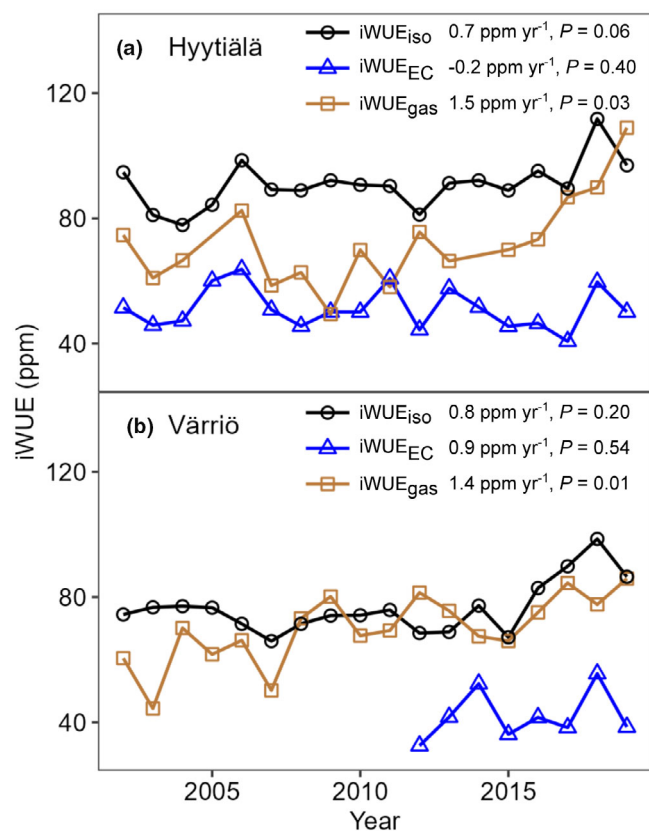 (a) Hyytiälä
iWUEiso 0.7 ppm yr-1, P = 0.06
iWUEEC -0.2 ppm yr-1, P = 0.40
iWUEgas 1.5 ppm yr-1, P = 0.03
120
80
40
iWUE (ppm)
(b) Värriö
iWUEiso 0.8 ppm yr-1, P = 0.20
iWUEEC 0.9 ppm yr-1, P = 0.54
iWUEgas 1.4 ppm yr-1, P = 0.01
120
80
40
2005 2010 2015
Year